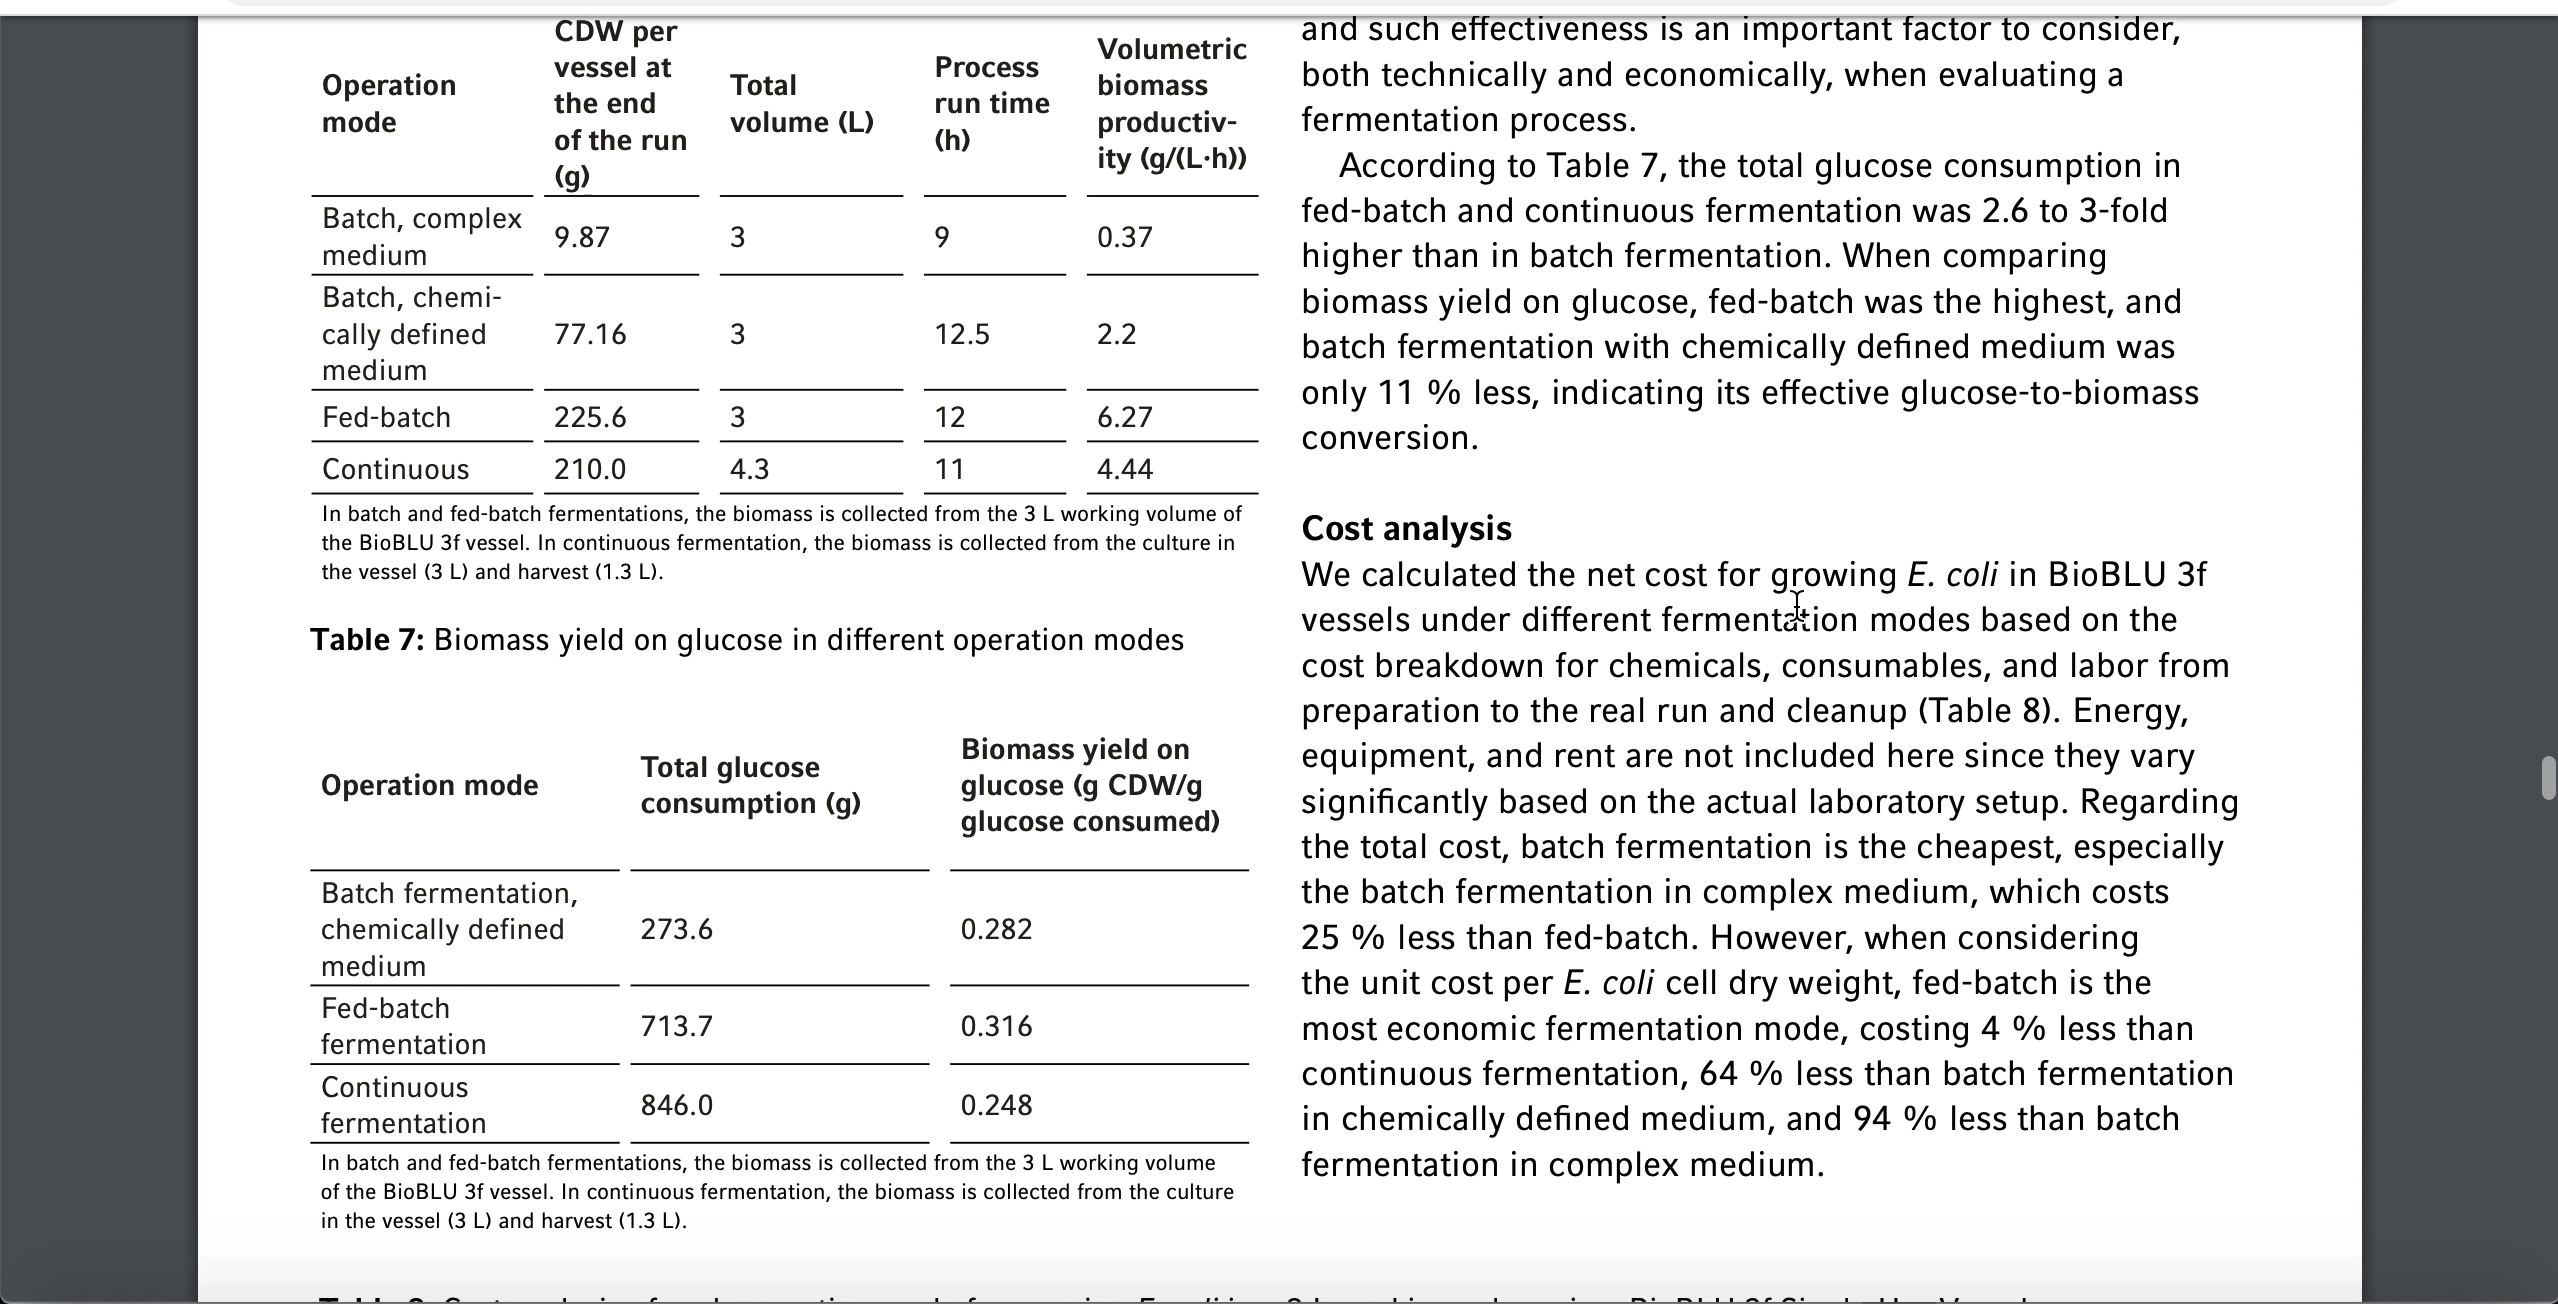 Operation
mode
CDW per
vessel at
the end
of the run
(g)
Total
volume (L)
Process
run time
(h)
Volumetric
biomass
productiv-
ity (g/(L·h))
Batch, complex
medium
9.87
3
9
0.37
Batch, chemi-
cally defined
medium
77.16
3
12.5
2.2
Fed-batch
225.6
3
12
6.27
Continuous
210.0
4.3
11
4.44
In batch and fed-batch fermentations, the biomass is collected from the 3 L working volume of
the BioBLU 3f vessel. In continuous fermentation, the biomass is collected from the culture in
the vessel (3 L) and harvest (1.3 L).
Table 7: Biomass yield on glucose in different operation modes
Operation mode
Total glucose
consumption (g)
Biomass yield on
glucose (g CDW/g
glucose consumed)
Batch fermentation,
chemically defined
medium
273.6
0.282
Fed-batch
fermentation
713.7
0.316
Continuous
fermentation
846.0
0.248
In batch and fed-batch fermentations, the biomass is collected from the 3 L working volume
of the BioBLU 3f vessel. In continuous fermentation, the biomass is collected from the culture
in the vessel (3 L) and harvest (1.3 L).
and such effectiveness is an important factor to consider,
both technically and economically, when evaluating a
fermentation process.
According to Table 7, the total glucose consumption in
fed-batch and continuous fermentation was 2.6 to 3-fold
higher than in batch fermentation. When comparing
biomass yield on glucose, fed-batch was the highest, and
batch fermentation with chemically defined medium was
only 11 % less, indicating its effective glucose-to-biomass
conversion.
Cost analysis
We calculated the net cost for growing E. coli in BioBLU 3f
vessels under different fermentation modes based on the
cost breakdown for chemicals, consumables, and labor from
preparation to the real run and cleanup (Table 8). Energy,
equipment, and rent are not included here since they vary
significantly based on the actual laboratory setup. Regarding
the total cost, batch fermentation is the cheapest, especially
the batch fermentation in complex medium, which costs
25 % less than fed-batch. However, when considering
the unit cost per E. coli cell dry weight, fed-batch is the
most economic fermentation mode, costing 4 % less than
continuous fermentation, 64 % less than batch fermentation
in chemically defined medium, and 94 % less than batch
fermentation in complex medium.